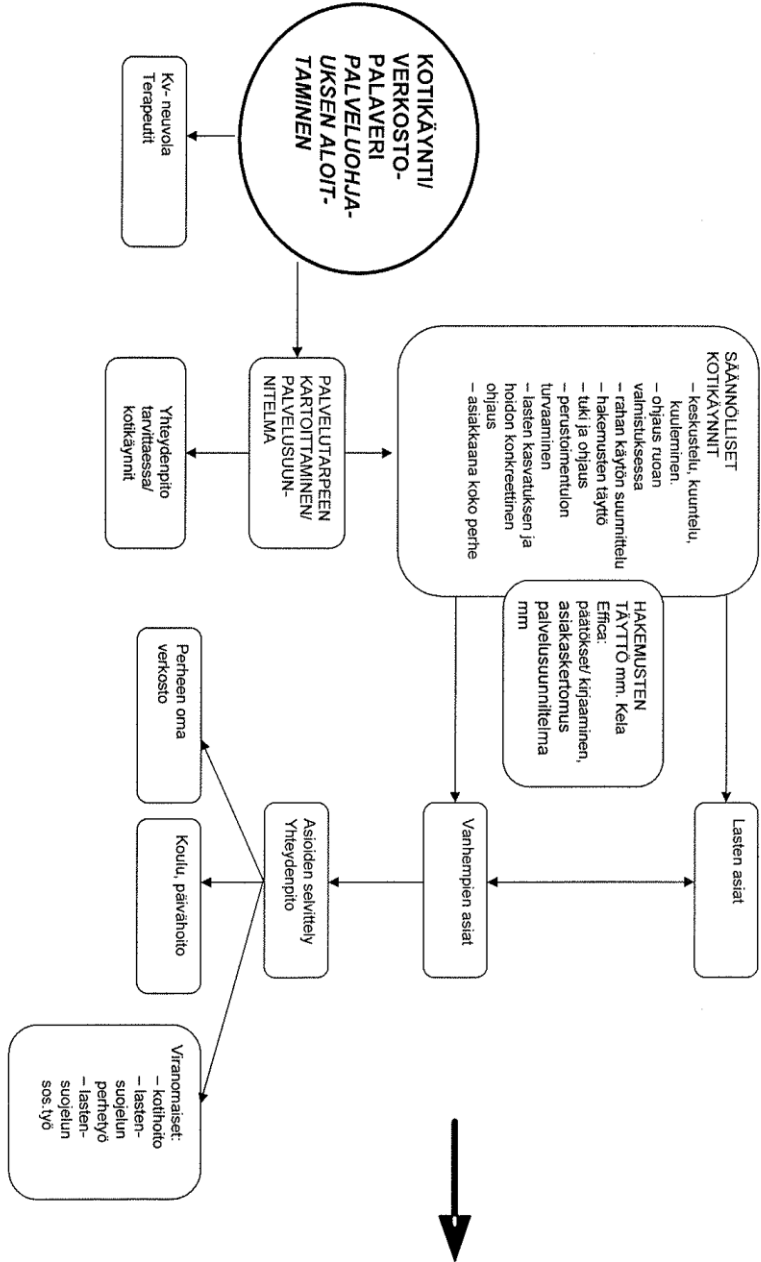 KOTIKÄYNTI/
VERKOSTO-
PALAVERI
PALVELUOHJA-
UKSEN ALOIT-
TAMINEN
Kv- neuvola
Terapeutit
SÄÄNNÖLLISET
KOTIKÄYNNIT
– keskustelu, kuuntelu,
kuuleminen.
– ohjaus ruoan
valmistuksessa
– rahan käytön suunnittelu
– hakemusten täyttö
– tuki ja ohjaus
– perustoimentulon
turvaaminen
– lasten kasvatuksen ja
hoidon konkreettinen
ohjaus
– asiakkaana koko perhe
PALVELUTARPEEN
KARTOITTAMINEN/
PALVELUSUUN-
NITELMA
Yhteydenpito
tarvittaessa/
kotikäynnit
HAKEMUSTEN
TÄYTTÖ mm. Kela
Effica:
päätökset/ kirjaaminen,
asiakaskertomus
palvelusuunniltelma
mm
Lasten asiat
Vanhempien asiat
Asioiden selvittely
Yhteydenpito
Perheen oma
verkosto
Koulu, päivähoito
Viranomaiset:
– kotihoito
– lasten-
suojelun
perhetyö
– lasten-
suojelun
sos.työ